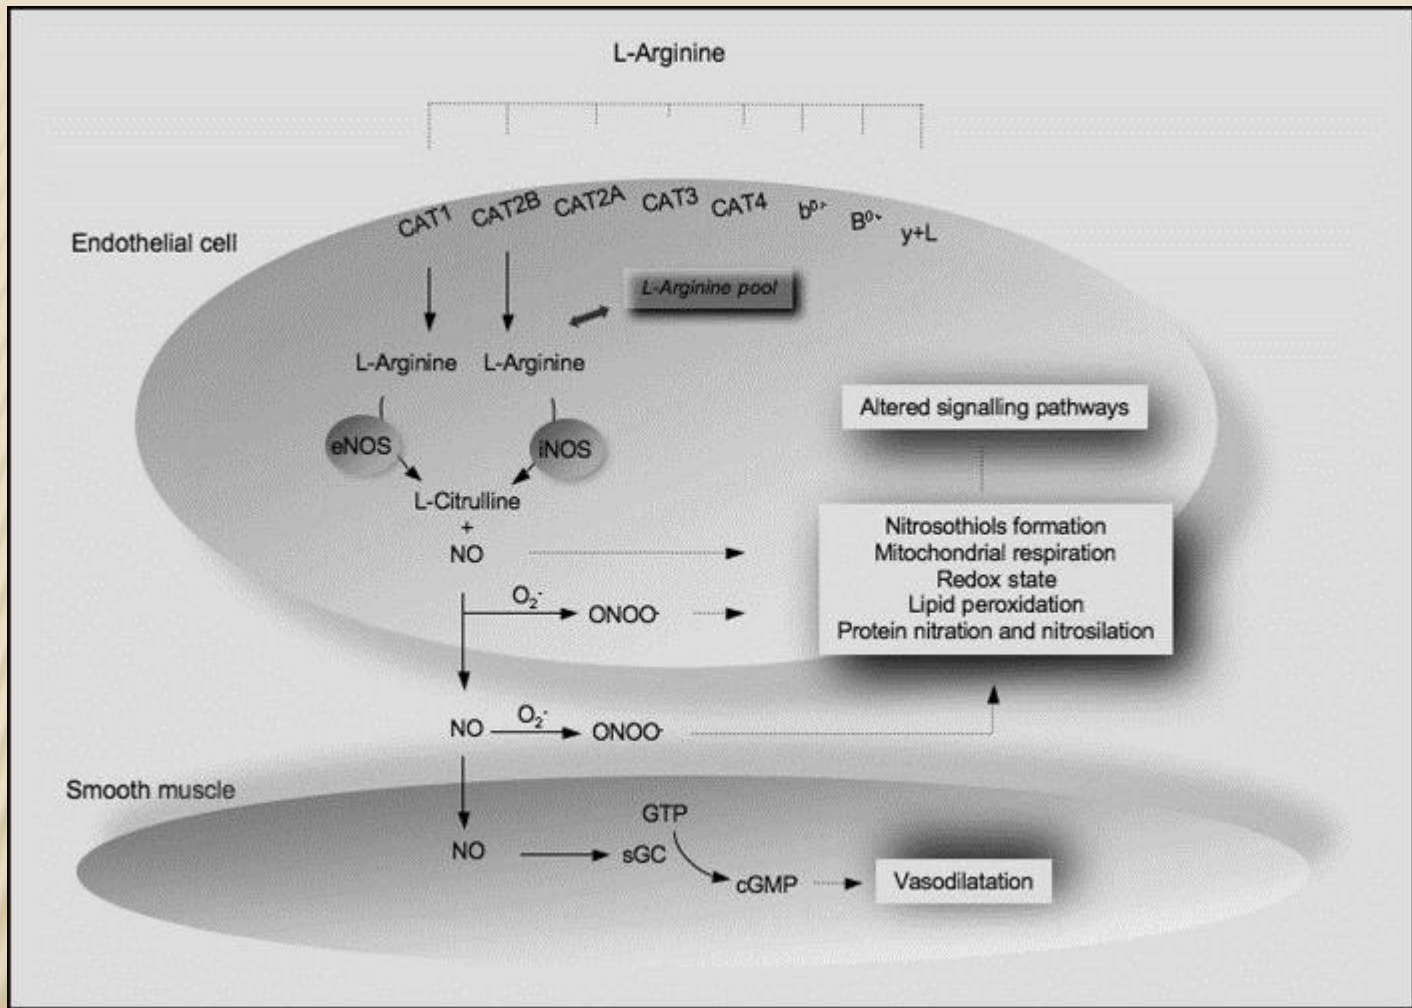 L-Arginine
CAT1 CAT2B CAT2A CAT3 CAT4 b⁰,⁺ B⁰,⁺ y+L
Endothelial cell
L-Arginine pool
L-Arginine L-Arginine
Altered signalling pathways
eNOS iNOS
L-Citrulline
+
NO
Nitrosothiols formation
Mitochondrial respiration
Redox state
Lipid peroxidation
Protein nitration and nitrosilation
O₂⁻ ONOO⁻
NO O₂⁻ ONOO⁻
Smooth muscle
GTP
NO sGC
cGMP
Vasodilatation